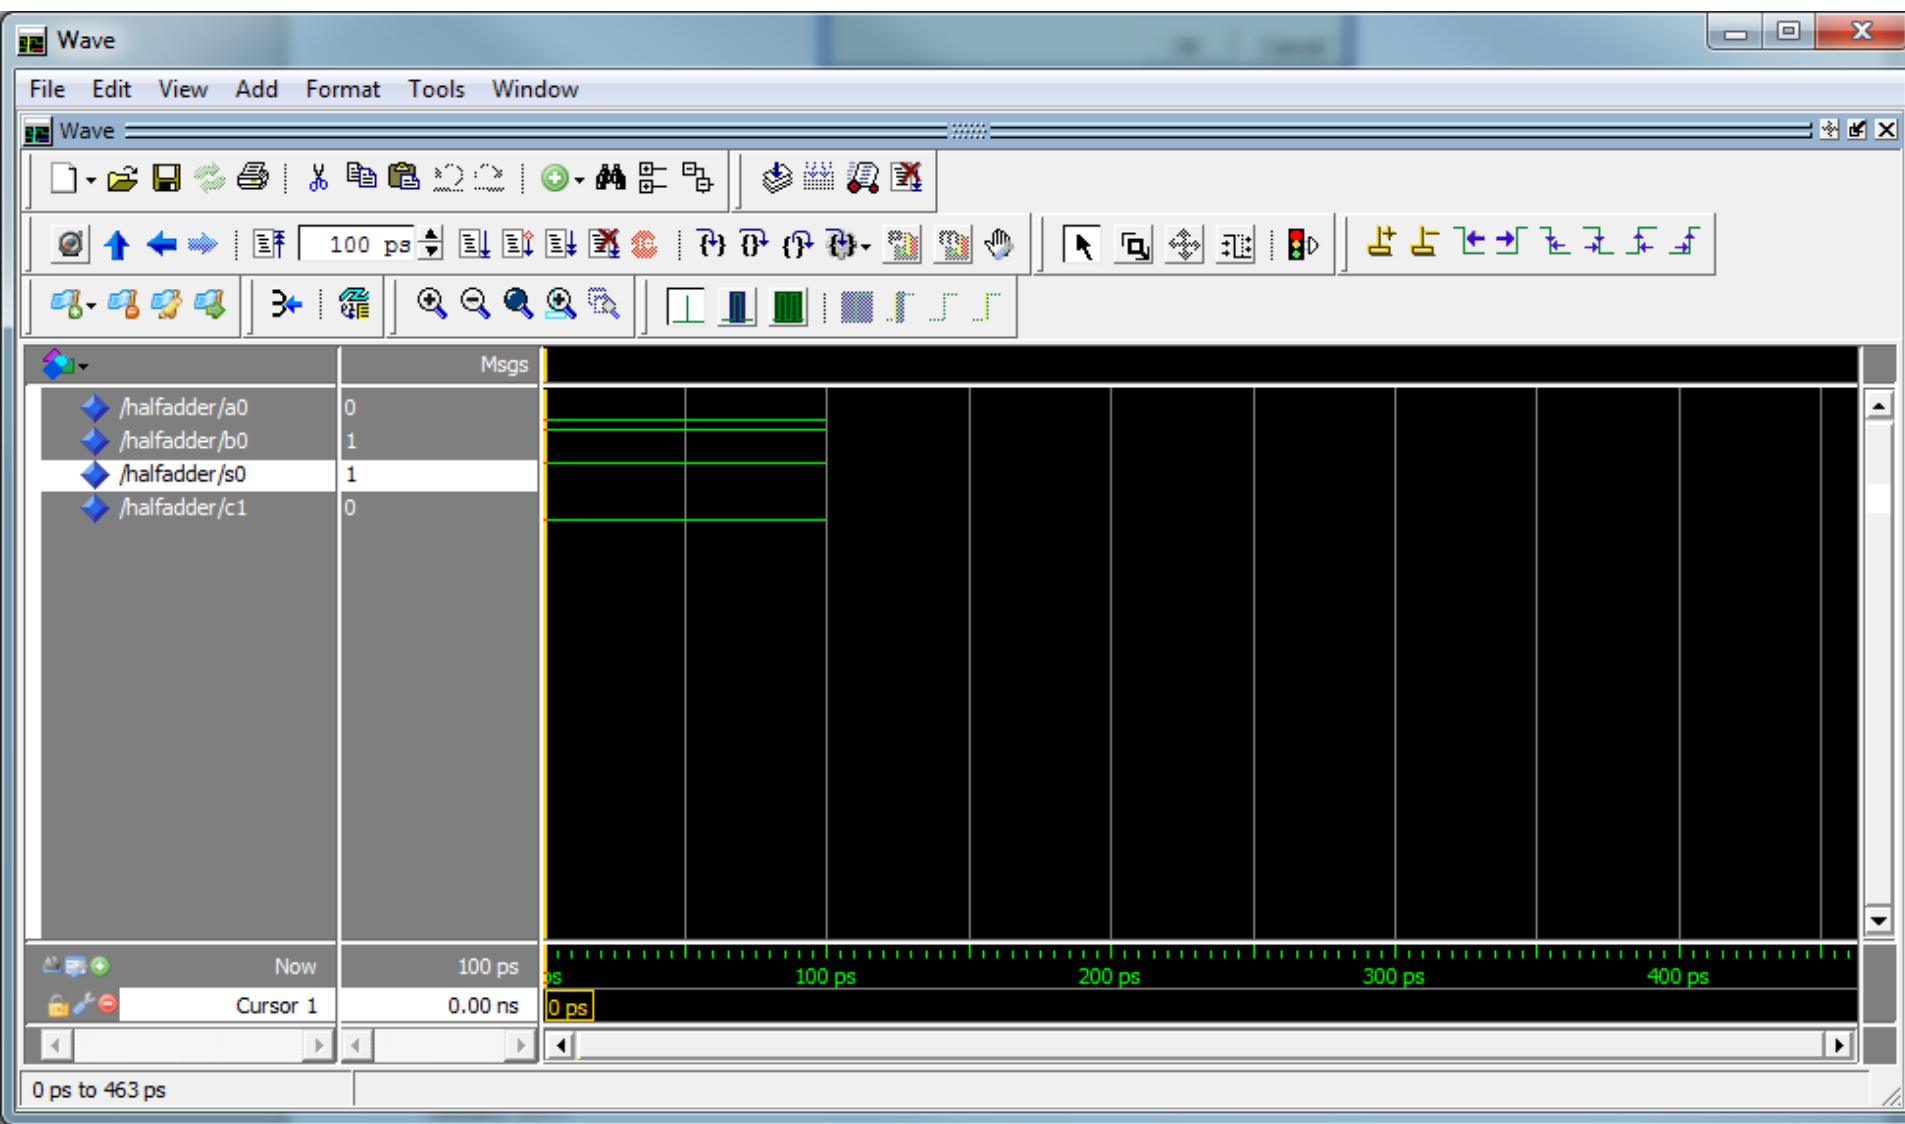 Wave
File Edit View Add Format Tools Window
Wave
100 ps
Msgs
/halfadder/a0 0
/halfadder/b0 1
/halfadder/s0 1
/halfadder/c1 0
Now 100 ps
ps 100 ps 200 ps 300 ps 400 ps
Cursor 1 0.00 ns 0 ps
0 ps to 463 ps